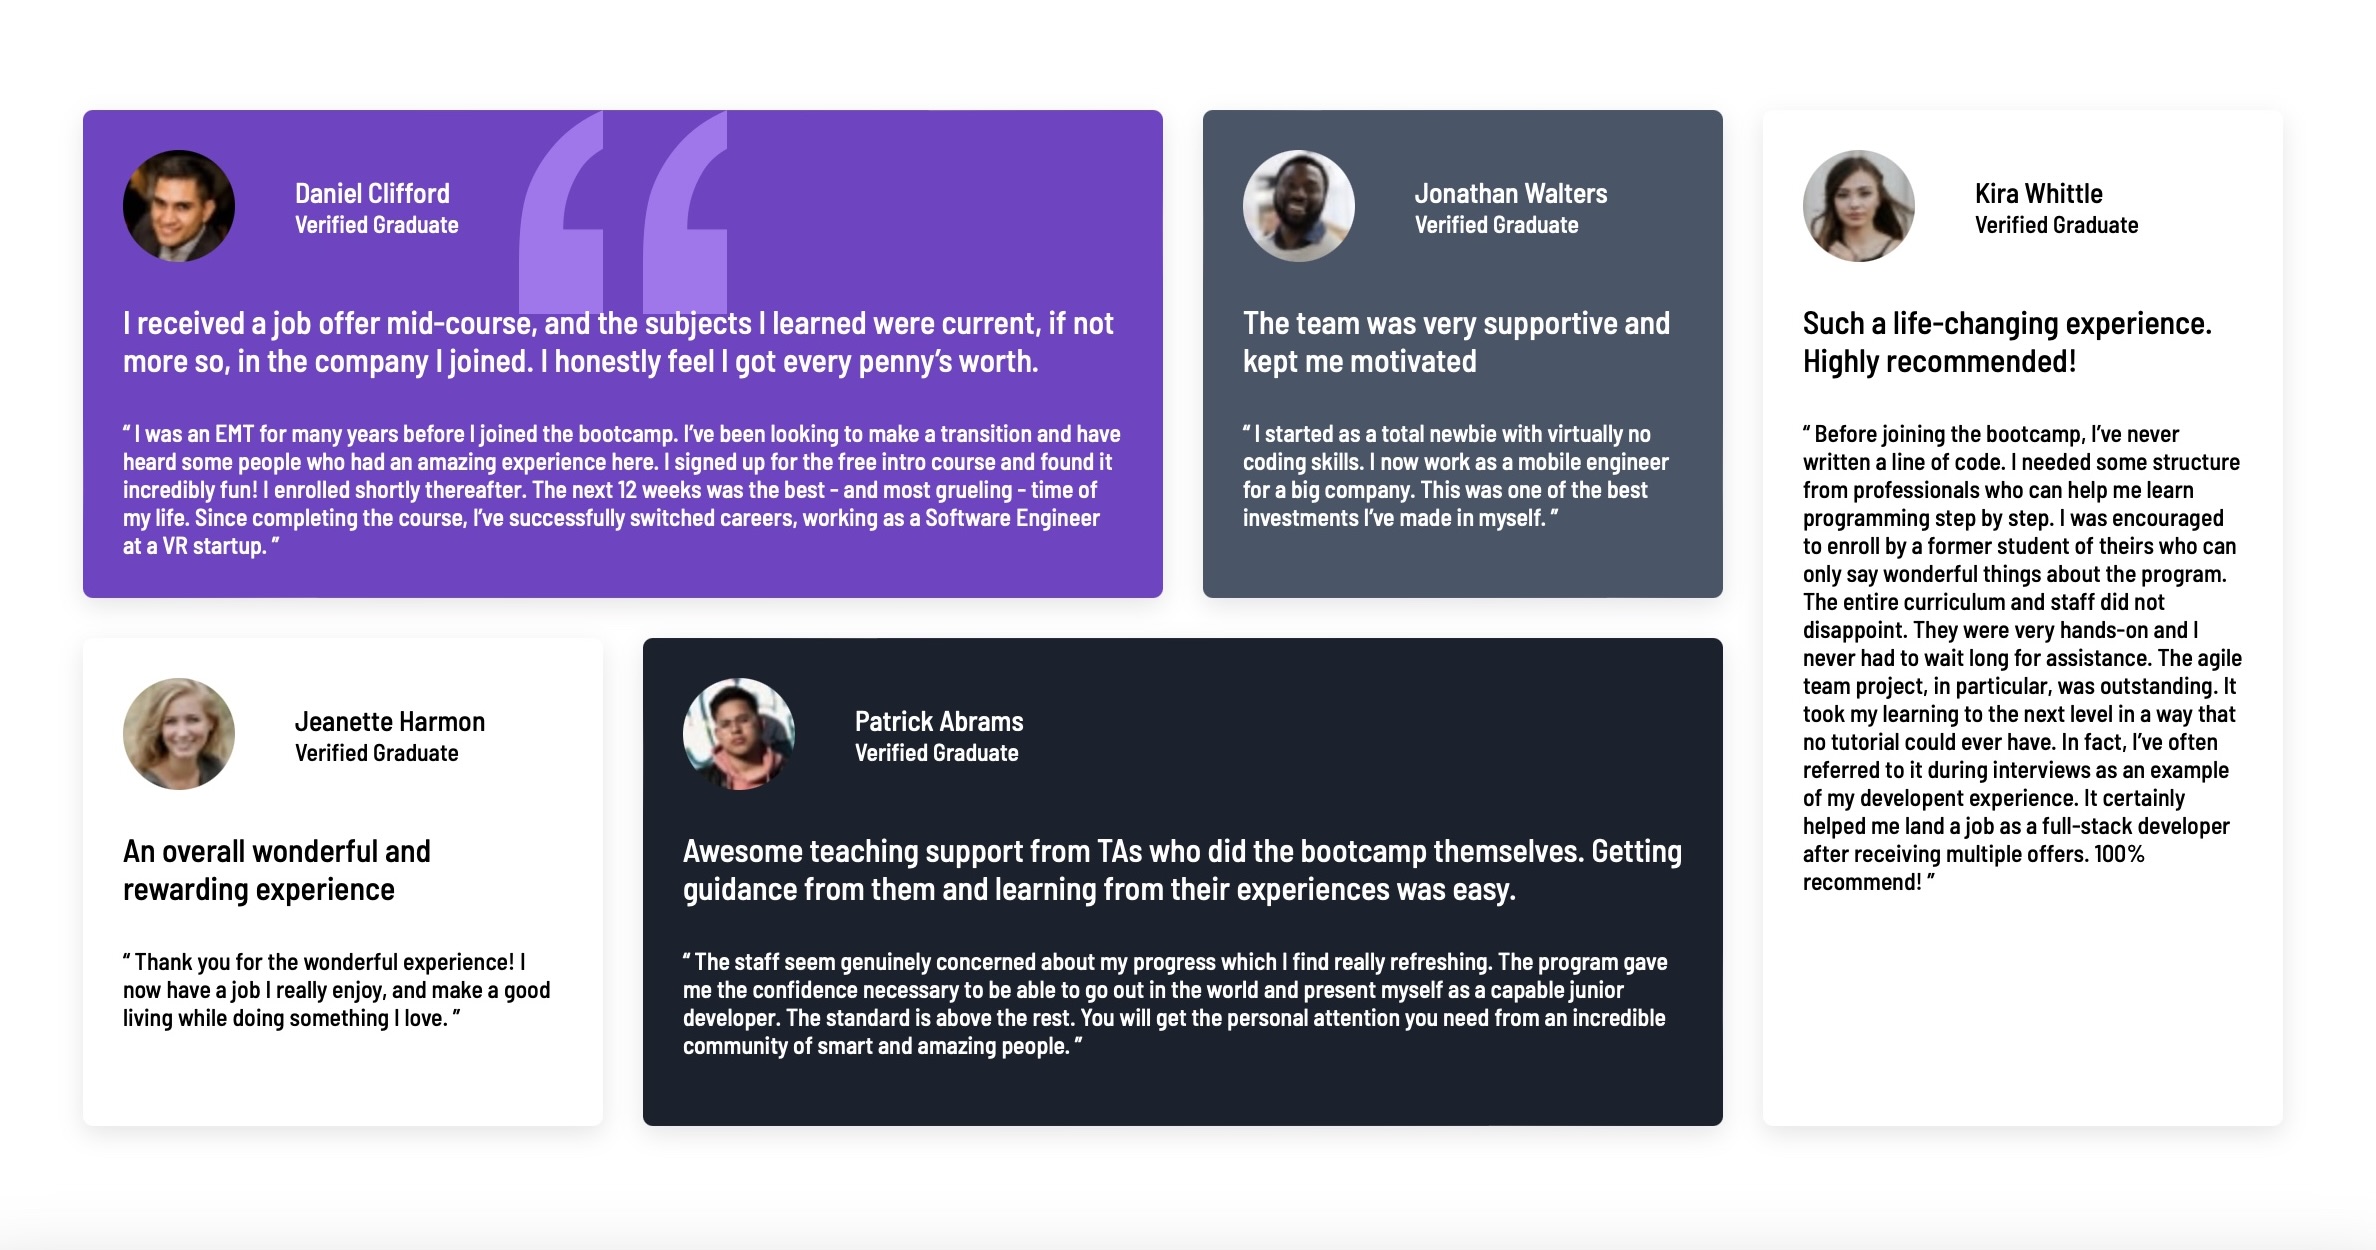 Daniel Clifford
Verified Graduate
I received a job offer mid-course, and the subjects I learned were current, if not
more so, in the company I joined. I honestly feel I got every penny’s worth.
“ I was an EMT for many years before I joined the bootcamp. I’ve been looking to make a transition and have
heard some people who had an amazing experience here. I signed up for the free intro course and found it
incredibly fun! I enrolled shortly thereafter. The next 12 weeks was the best - and most grueling - time of
my life. Since completing the course, I’ve successfully switched careers, working as a Software Engineer
at a VR startup. ”
Jonathan Walters
Verified Graduate
The team was very supportive and
kept me motivated
“ I started as a total newbie with virtually no
coding skills. I now work as a mobile engineer
for a big company. This was one of the best
investments I’ve made in myself. ”
Kira Whittle
Verified Graduate
Such a life-changing experience.
Highly recommended!
“ Before joining the bootcamp, I’ve never
written a line of code. I needed some structure
from professionals who can help me learn
programming step by step. I was encouraged
to enroll by a former student of theirs who can
only say wonderful things about the program.
The entire curriculum and staff did not
disappoint. They were very hands-on and I
never had to wait long for assistance. The agile
team project, in particular, was outstanding. It
took my learning to the next level in a way that
no tutorial could ever have. In fact, I’ve often
referred to it during interviews as an example
of my developent experience. It certainly
helped me land a job as a full-stack developer
after receiving multiple offers. 100%
recommend! ”
Jeanette Harmon
Verified Graduate
An overall wonderful and
rewarding experience
“ Thank you for the wonderful experience! I
now have a job I really enjoy, and make a good
living while doing something I love. ”
Patrick Abrams
Verified Graduate
Awesome teaching support from TAs who did the bootcamp themselves. Getting
guidance from them and learning from their experiences was easy.
“ The staff seem genuinely concerned about my progress which I find really refreshing. The program gave
me the confidence necessary to be able to go out in the world and present myself as a capable junior
developer. The standard is above the rest. You will get the personal attention you need from an incredible
community of smart and amazing people. ”